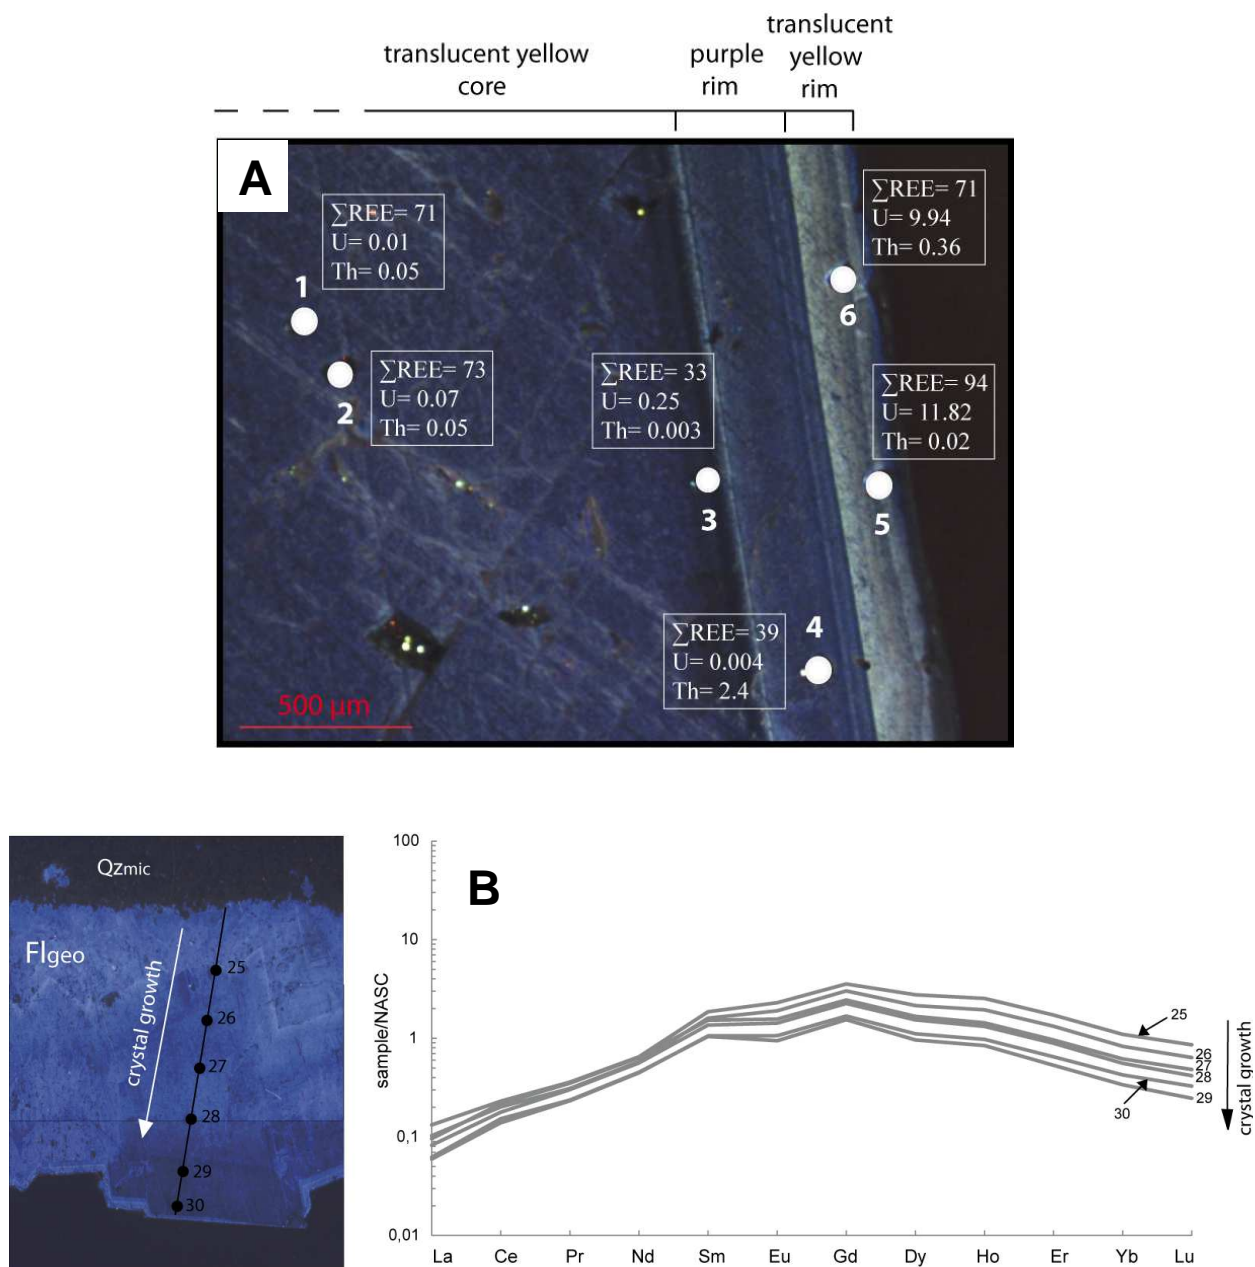 translucent yellow
core
purple
rim
translucent
yellow
rim
A
∑REE= 71
U= 0.01
Th= 0.05
1
2
∑REE= 73
U= 0.07
Th= 0.05
∑REE= 33
U= 0.25
Th= 0.003
3
∑REE= 39
U= 0.004
Th= 2.4
4
∑REE= 71
U= 9.94
Th= 0.36
6
∑REE= 94
U= 11.82
Th= 0.02
5
500 µm
Qzmic
Flgeo
crystal growth
25
26
27
28
29
30
B
sample/NASC
100
10
1
0,1
0,01
La Ce Pr Nd Sm Eu Gd Dy Ho Er Yb Lu
25
26
27
28
29
30
crystal growth